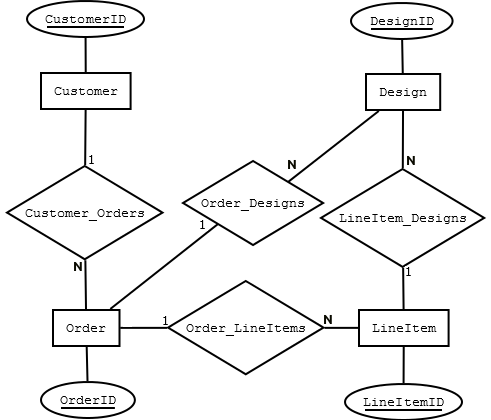 CustomerID
DesignID
Customer
Design
1
N
N
Order_Designs
Customer_Orders
LineItem_Designs
1
N
1
1
N
Order
Order_LineItems
LineItem
OrderID
LineItemID